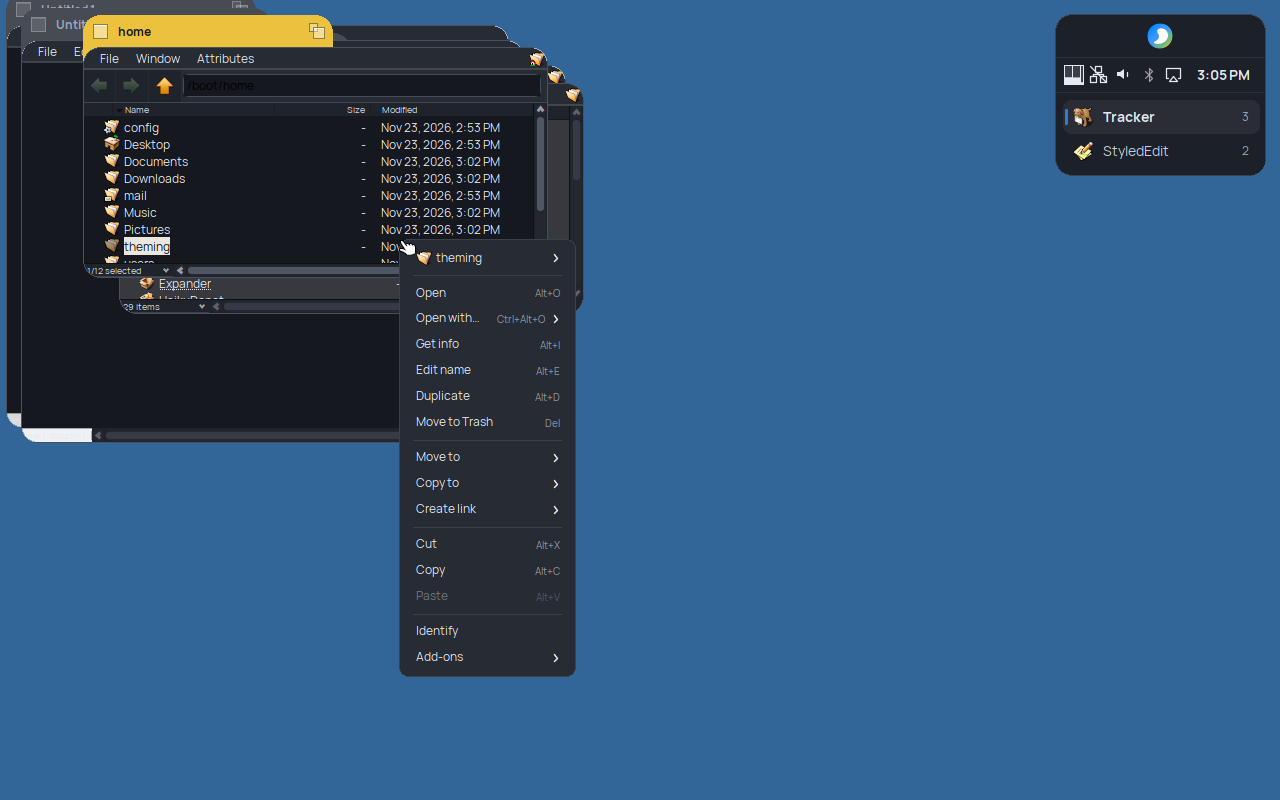 home
File
File Window Attributes
/boot/home
Name Size Modified
config - Nov 23, 2026, 2:53 PM
Desktop - Nov 23, 2026, 2:53 PM
Documents - Nov 23, 2026, 3:02 PM
Downloads - Nov 23, 2026, 3:02 PM
mail - Nov 23, 2026, 2:53 PM
Music - Nov 23, 2026, 3:02 PM
Pictures - Nov 23, 2026, 3:02 PM
theming -
1/12 selected
Expander
29 items
theming
Open Alt+O
Open with... Ctrl+Alt+O
Get info Alt+I
Edit name Alt+E
Duplicate Alt+D
Move to Trash Del
Move to
Copy to
Create link
Cut Alt+X
Copy Alt+C
Paste Alt+V
Identify
Add-ons
3:05 PM
Tracker 3
StyledEdit 2